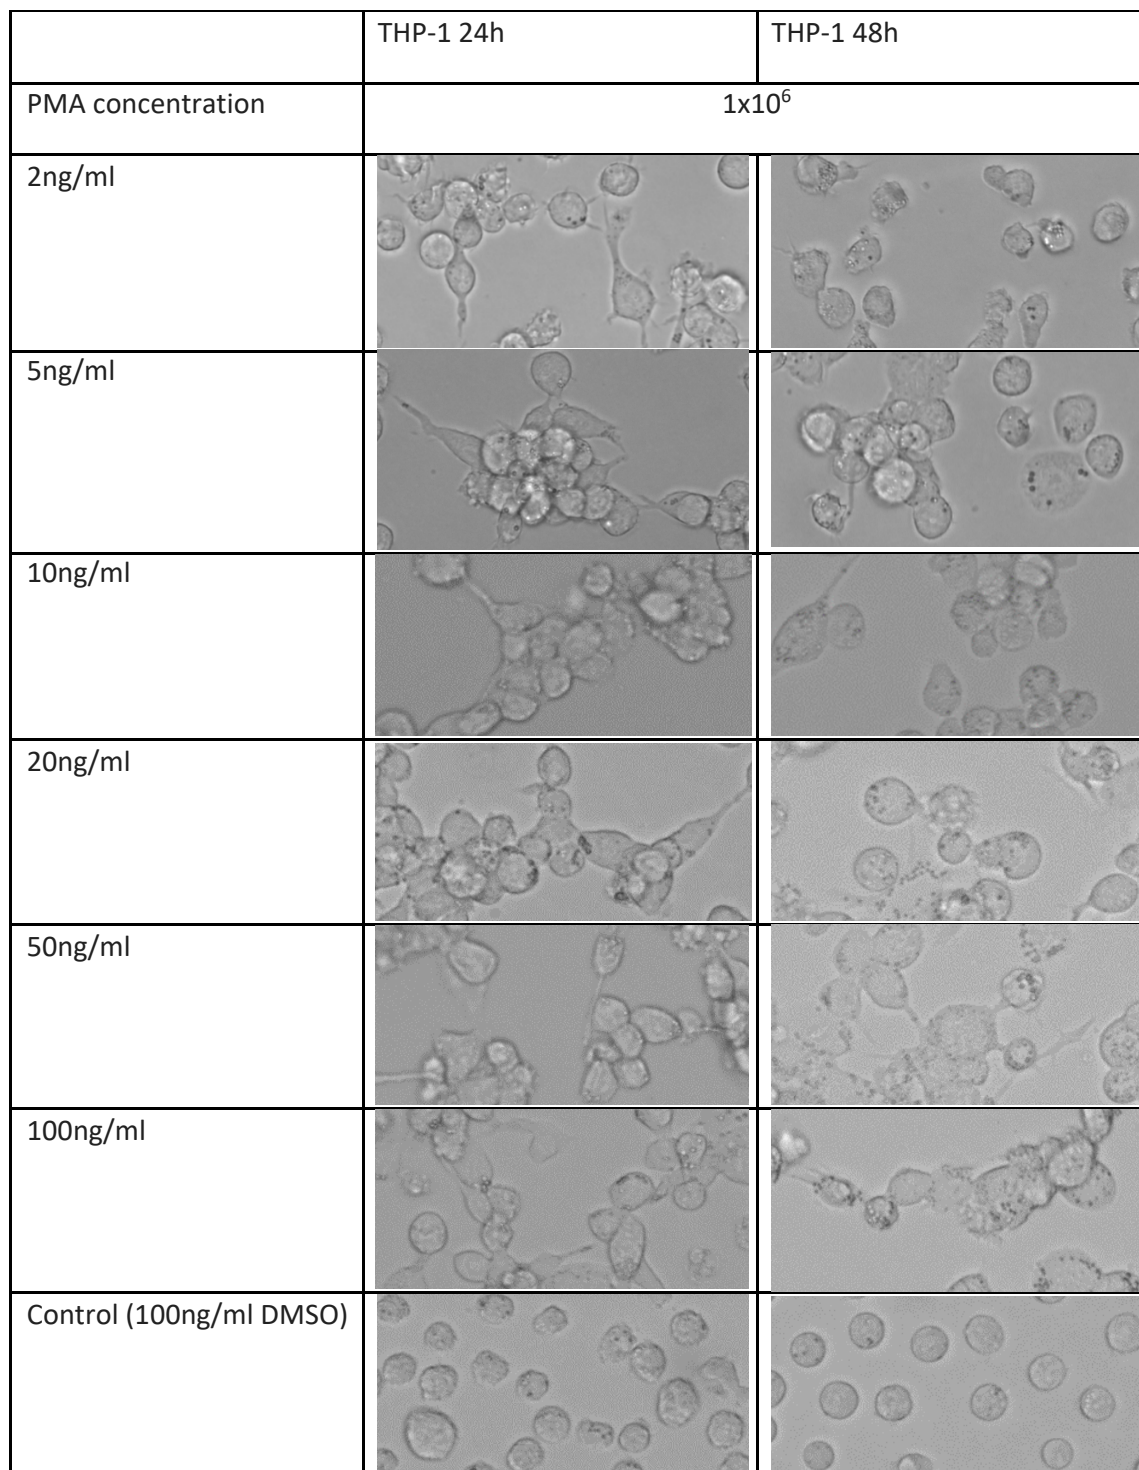 THP-1 24h
THP-1 48h
PMA concentration
1x10⁶
2ng/ml
5ng/ml
10ng/ml
20ng/ml
50ng/ml
100ng/ml
Control (100ng/ml DMSO)